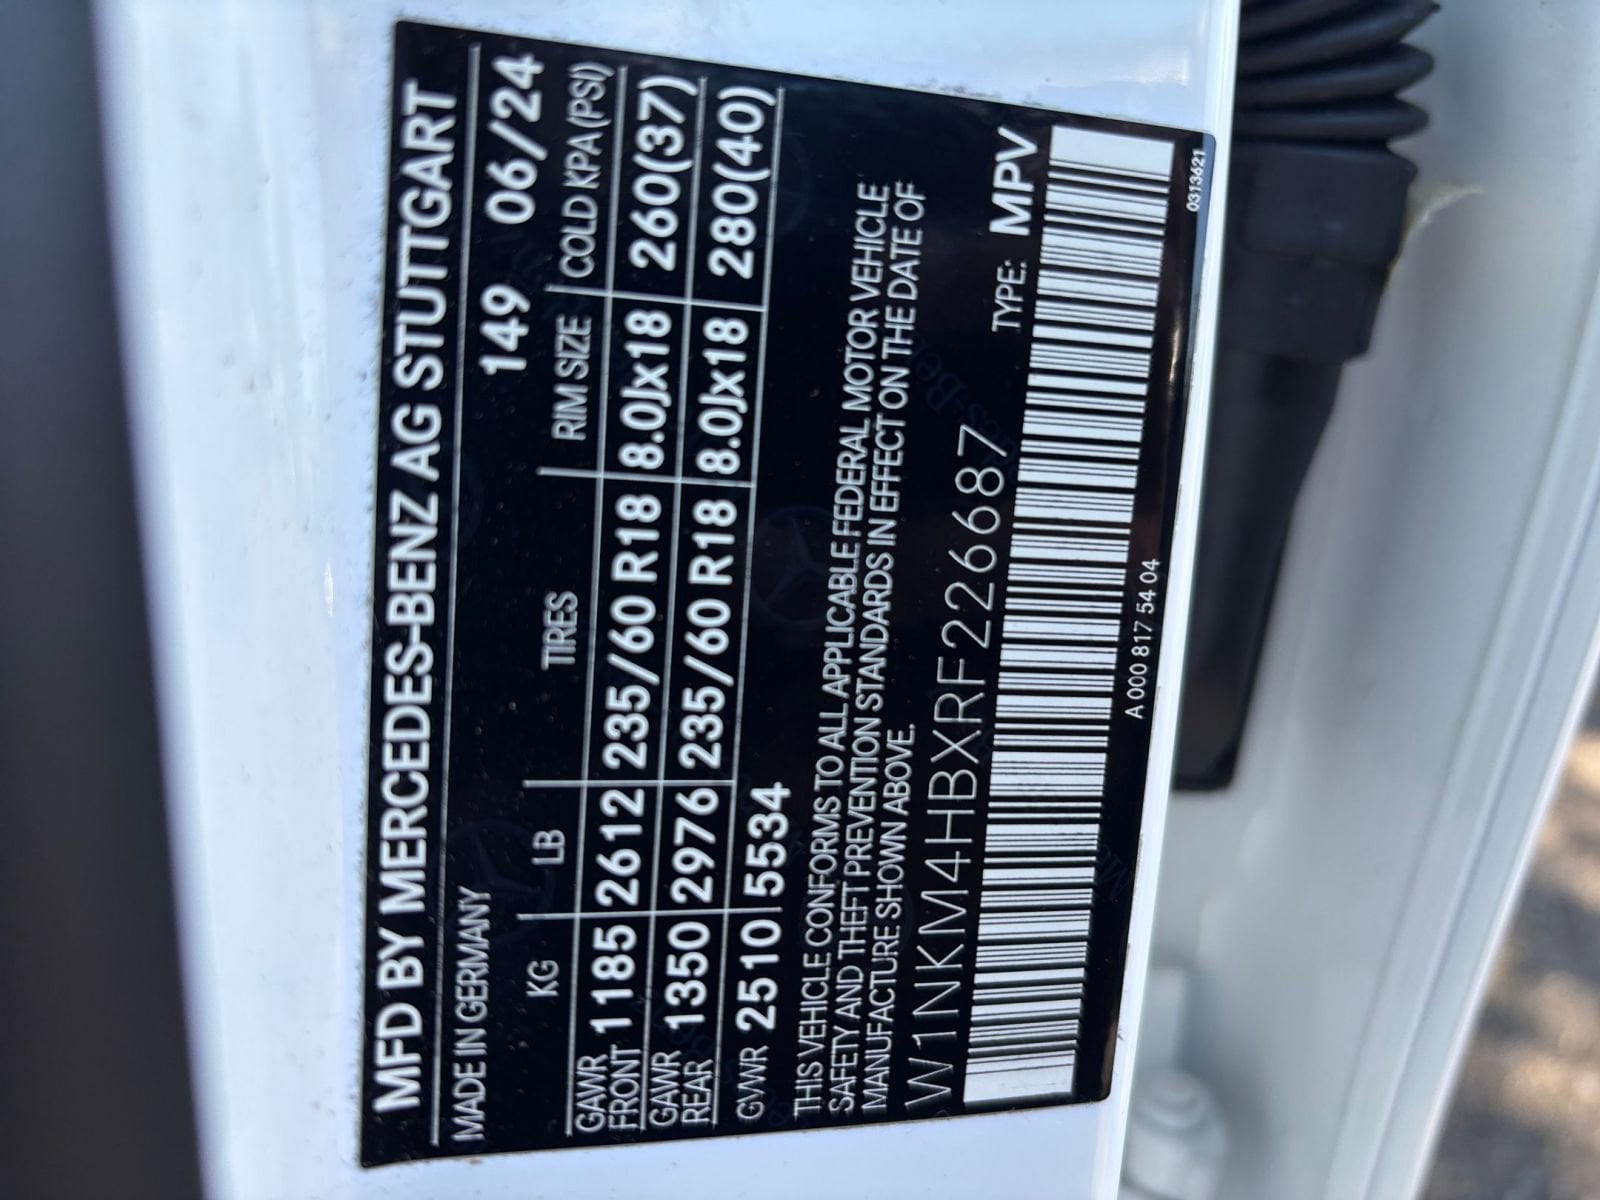 MFD BY MERCEDES-BENZ AG STUTTGART
MADE IN GERMANY 149 06/24
KG LB TIRES RIM SIZE COLD KPA (PSI)
GAWR FRONT 1185 2612 235/60 R18 8.0Jx18 260(37)
GAWR REAR 1350 2976 235/60 R18 8.0Jx18 280(40)
GVWR 2510 5534
THIS VEHICLE CONFORMS TO ALL APPLICABLE FEDERAL MOTOR VEHICLE
SAFETY AND THEFT PREVENTION STANDARDS IN EFFECT ON THE DATE OF
MANUFACTURE SHOWN ABOVE.
W1NKM4HBXRF226687 TYPE: MPV
A 000 817 54 04
0313621